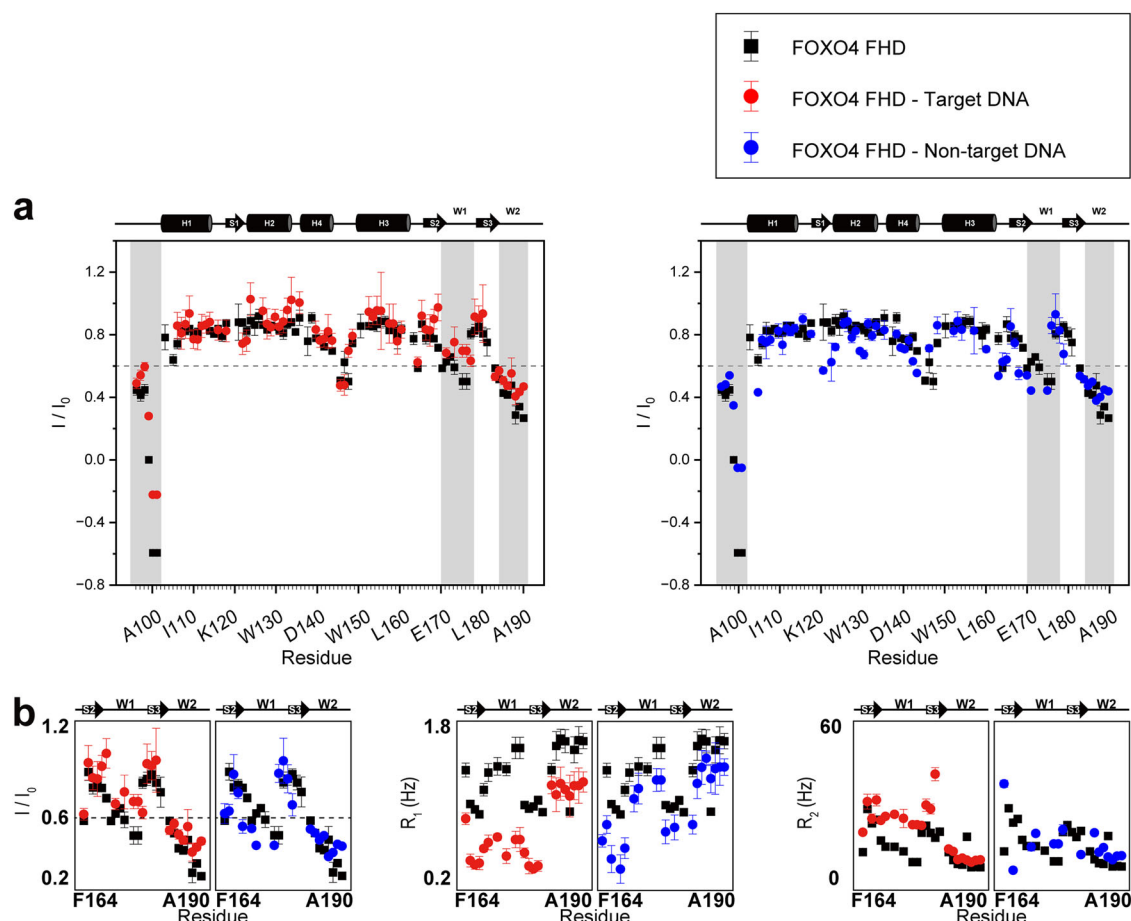 FOXO4 FHD
FOXO4 FHD - Target DNA
FOXO4 FHD - Non-target DNA
a
H1 S1 H2 H4 H3 S2 W1 S3 W2
I / I0
1.2
0.8
0.4
0.0
−0.4
−0.8
A100 I110 K120 W130 D140 W150 L160 E170 L180 A190
Residue
H1 S1 H2 H4 H3 S2 W1 S3 W2
I / I0
1.2
0.8
0.4
0.0
−0.4
−0.8
A100 I110 K120 W130 D140 W150 L160 E170 L180 A190
Residue
b
S2 W1 S3 W2 S2 W1 S3 W2
I / I0
1.2
0.6
0.2
F164 A190
Residue
S2 W1 S3 W2 S2 W1 S3 W2
R1 (Hz)
1.8
0.2
F164 A190
Residue
S2 W1 S3 W2 S2 W1 S3 W2
R2 (Hz)
60
0
F164 A190
Residue